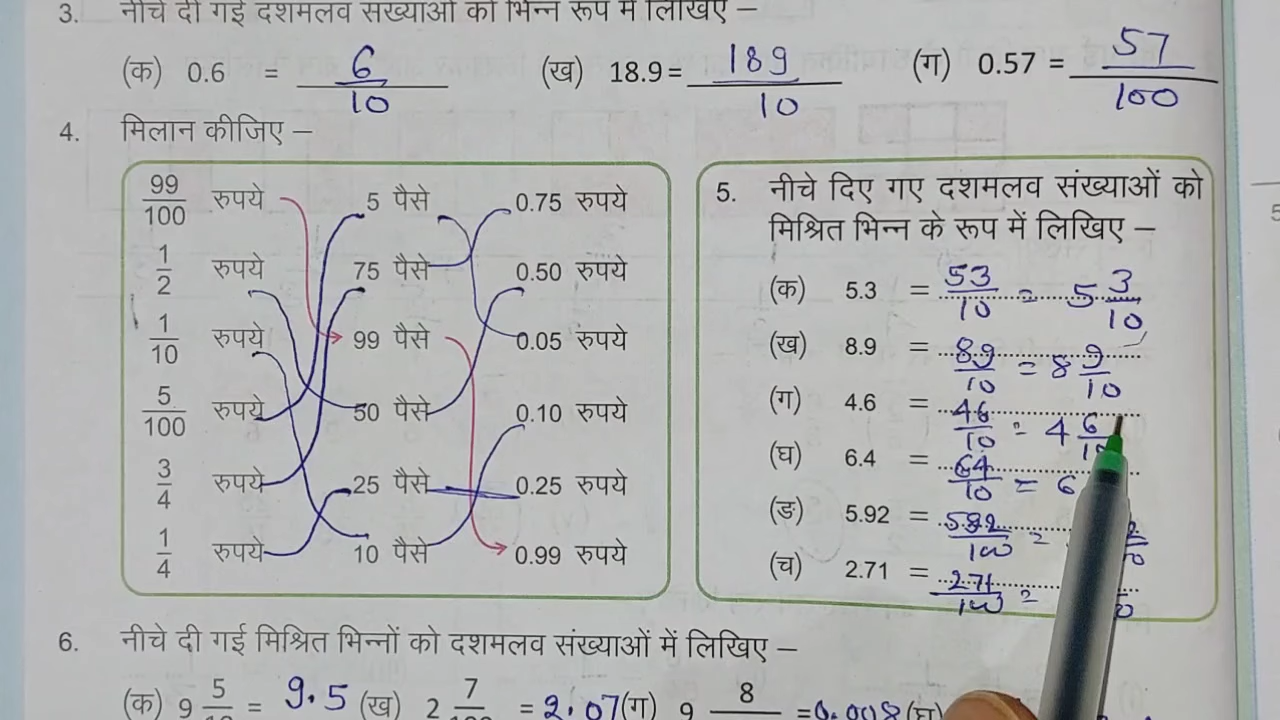 3. नीचे दी गई दशमलव संख्याओं को भिन्न रूप में लिखिए –
(क) 0.6 = 6/10 (ख) 18.9 = 189/10 (ग) 0.57 = 57/100
4. मिलान कीजिए –
99/100 रुपये 5 पैसे 0.75 रुपये
1/2 रुपये 75 पैसे 0.50 रुपये
1/10 रुपये 99 पैसे 0.05 रुपये
5/100 रुपये 50 पैसे 0.10 रुपये
3/4 रुपये 25 पैसे 0.25 रुपये
1/4 रुपये 10 पैसे 0.99 रुपये
5. नीचे दिए गए दशमलव संख्याओं को
मिश्रित भिन्न के रूप में लिखिए –
(क) 5.3 = 53/10 = 5 3/10
(ख) 8.9 = 89/10 = 8 9/10
(ग) 4.6 = 46/10 = 4 6/10
(घ) 6.4 = 64/10 = 6
(ङ) 5.92 = 592/100 =
(च) 2.71 = 271/100 =
6. नीचे दी गई मिश्रित भिन्नों को दशमलव संख्याओं में लिखिए –
(क) 9 5/10 = 9.5 (ख) 2 7/100 = 2.07 (ग) 9 8 = 0.008 (घ)